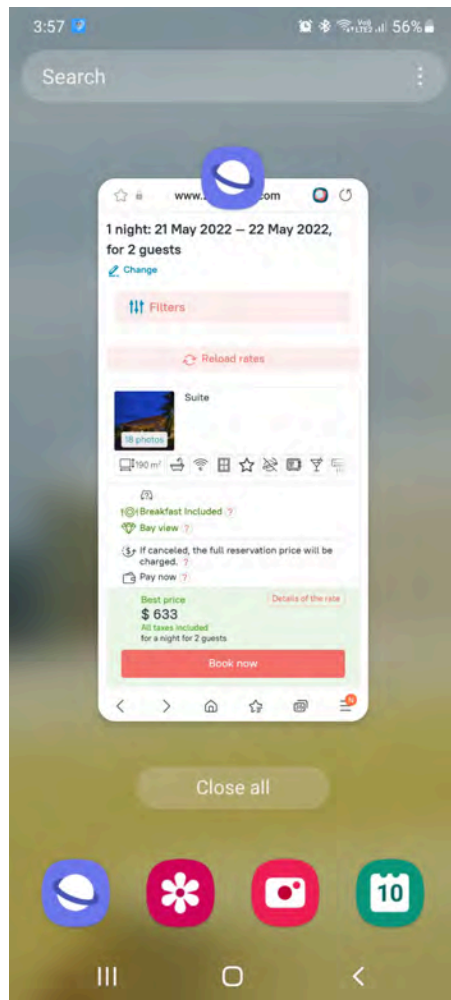 3:57
56%
Search
www.
om
1 night: 21 May 2022 — 22 May 2022,
for 2 guests
Change
Filters
Reload rates
Suite
18 photos
190 m²
Breakfast Included ?
Bay view ?
If canceled, the full reservation price will be
charged. ?
Pay now ?
Best price
Details of the rate
$ 633
All taxes included
for a night for 2 guests
Book now
N
Close all
10